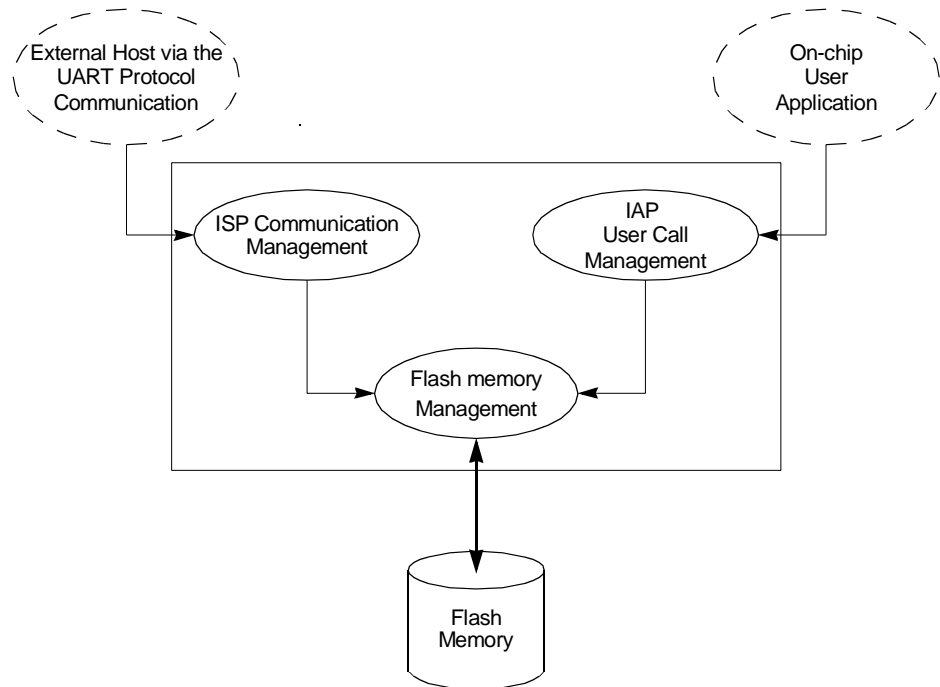 External Host via the
UART Protocol
Communication
On-chip
User
Application
ISP Communication
Management
IAP
User Call
Management
Flash memory
Management
Flash
Memory